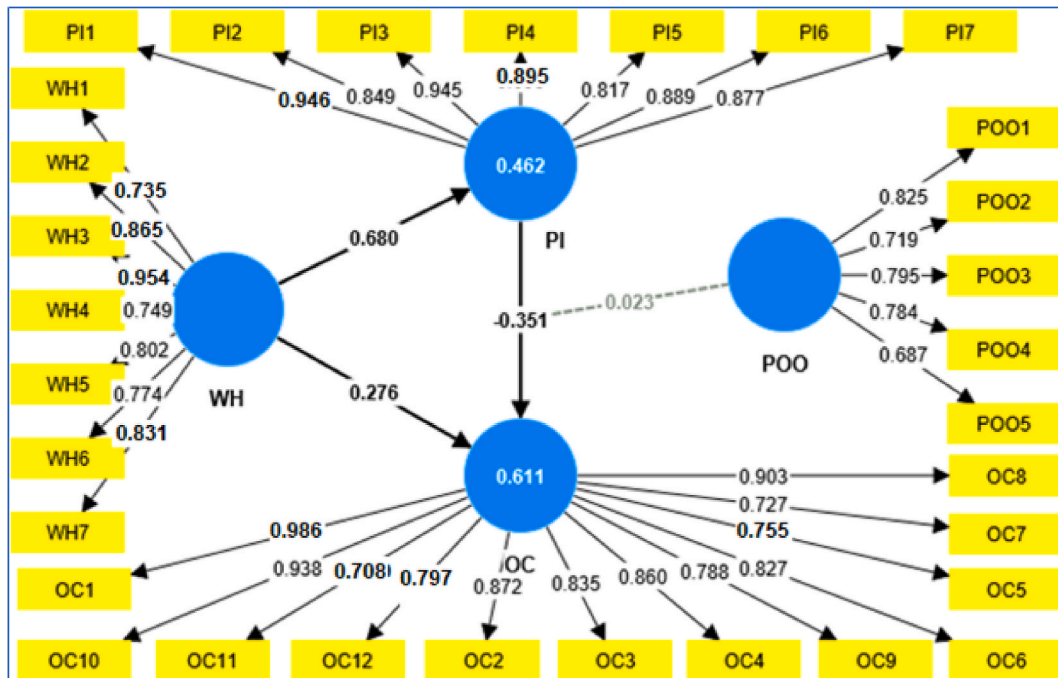 PI1 PI2 PI3 PI4 PI5 PI6 PI7
0.946 0.849 0.945 0.895 0.817 0.889 0.877
WH1
WH2
WH3
WH4
WH5
WH6
WH7
0.735
0.865
0.954
0.749
0.802
0.774
0.831
WH
0.680
0.276
0.462
PI
-0.351
0.023
POO
0.825
0.719
0.795
0.784
0.687
POO1
POO2
POO3
POO4
POO5
0.611
OC
0.903
0.727
0.755
0.827
0.788
0.860
0.835
0.872
0.797
0.708
0.938
0.986
OC8
OC7
OC5
OC1
OC10 OC11 OC12 OC2 OC3 OC4 OC9 OC6